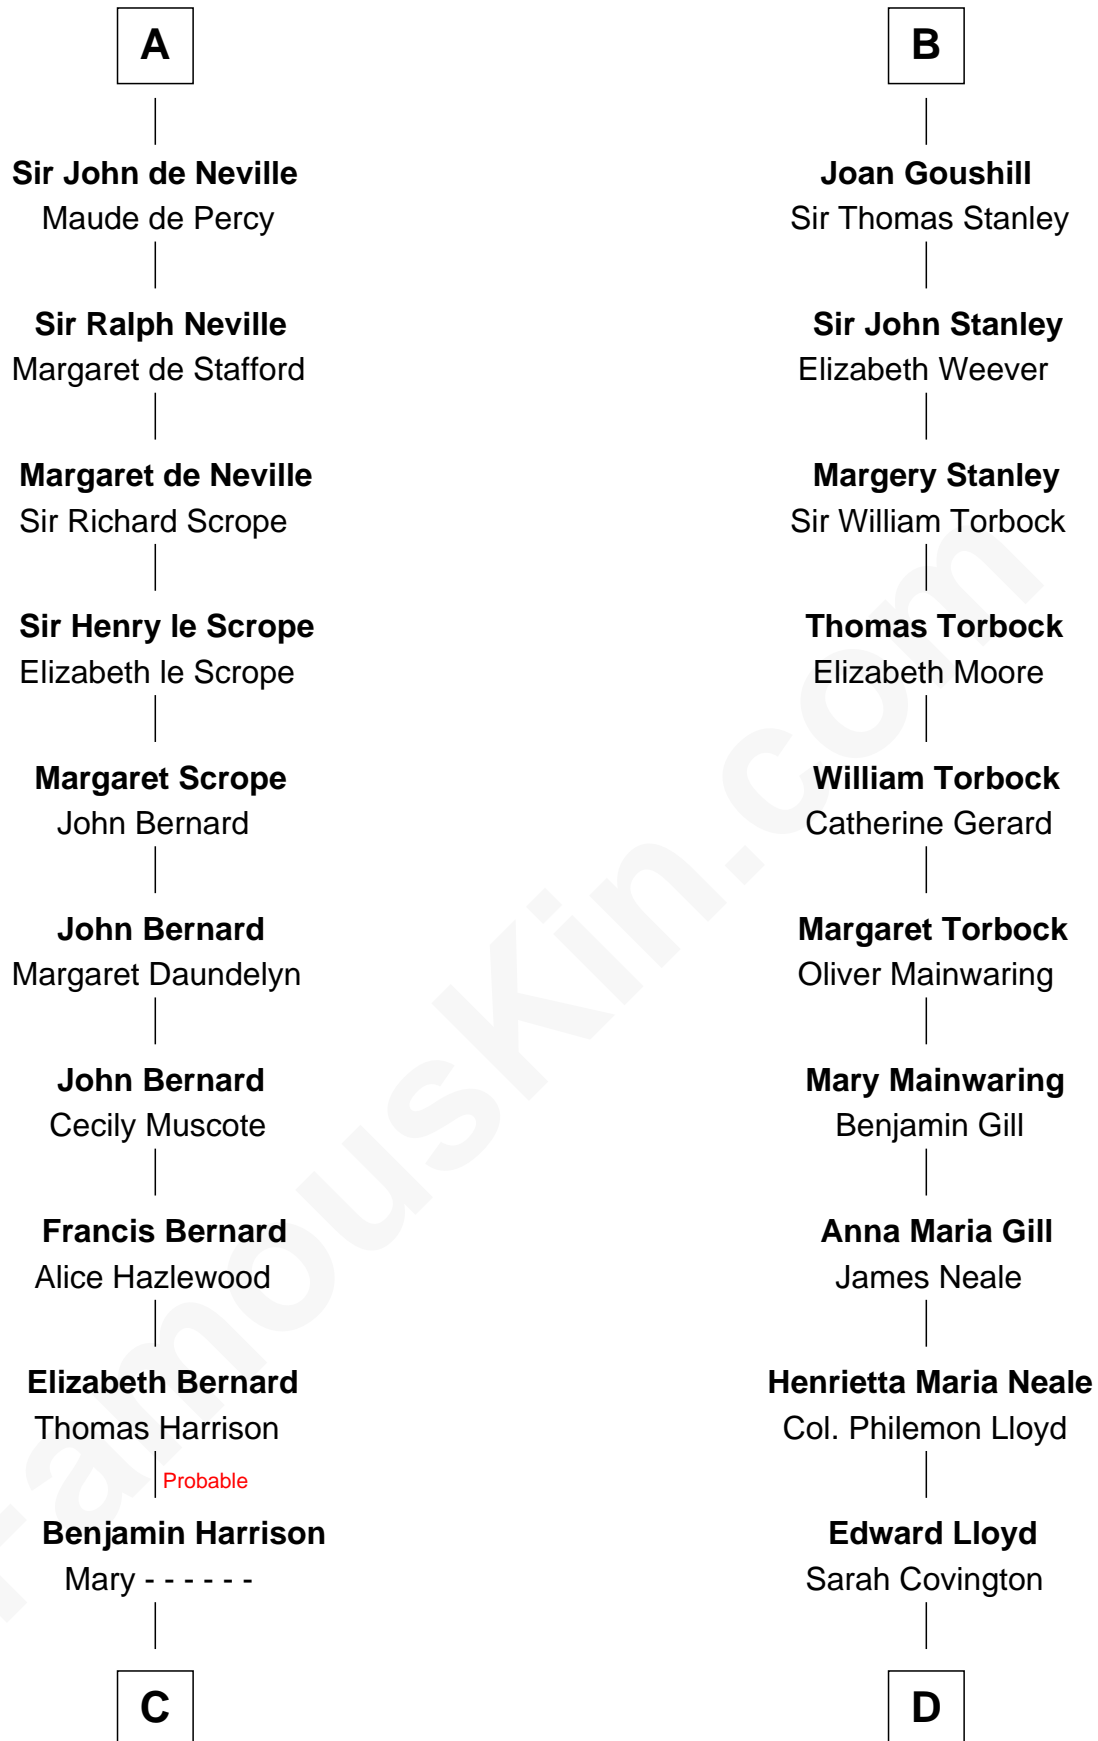 A
Sir John de Neville
Maude de Percy
Sir Ralph Neville
Margaret de Stafford
Margaret de Neville
Sir Richard Scrope
Sir Henry le Scrope
Elizabeth le Scrope
Margaret Scrope
John Bernard
John Bernard
Margaret Daundelyn
John Bernard
Cecily Muscote
Francis Bernard
Alice Hazlewood
Elizabeth Bernard
Thomas Harrison
Probable
Benjamin Harrison
Mary - - - - - -
C
B
Joan Goushill
Sir Thomas Stanley
Sir John Stanley
Elizabeth Weever
Margery Stanley
Sir William Torbock
Thomas Torbock
Elizabeth Moore
William Torbock
Catherine Gerard
Margaret Torbock
Oliver Mainwaring
Mary Mainwaring
Benjamin Gill
Anna Maria Gill
James Neale
Henrietta Maria Neale
Col. Philemon Lloyd
Edward Lloyd
Sarah Covington
D
FamousKin.com